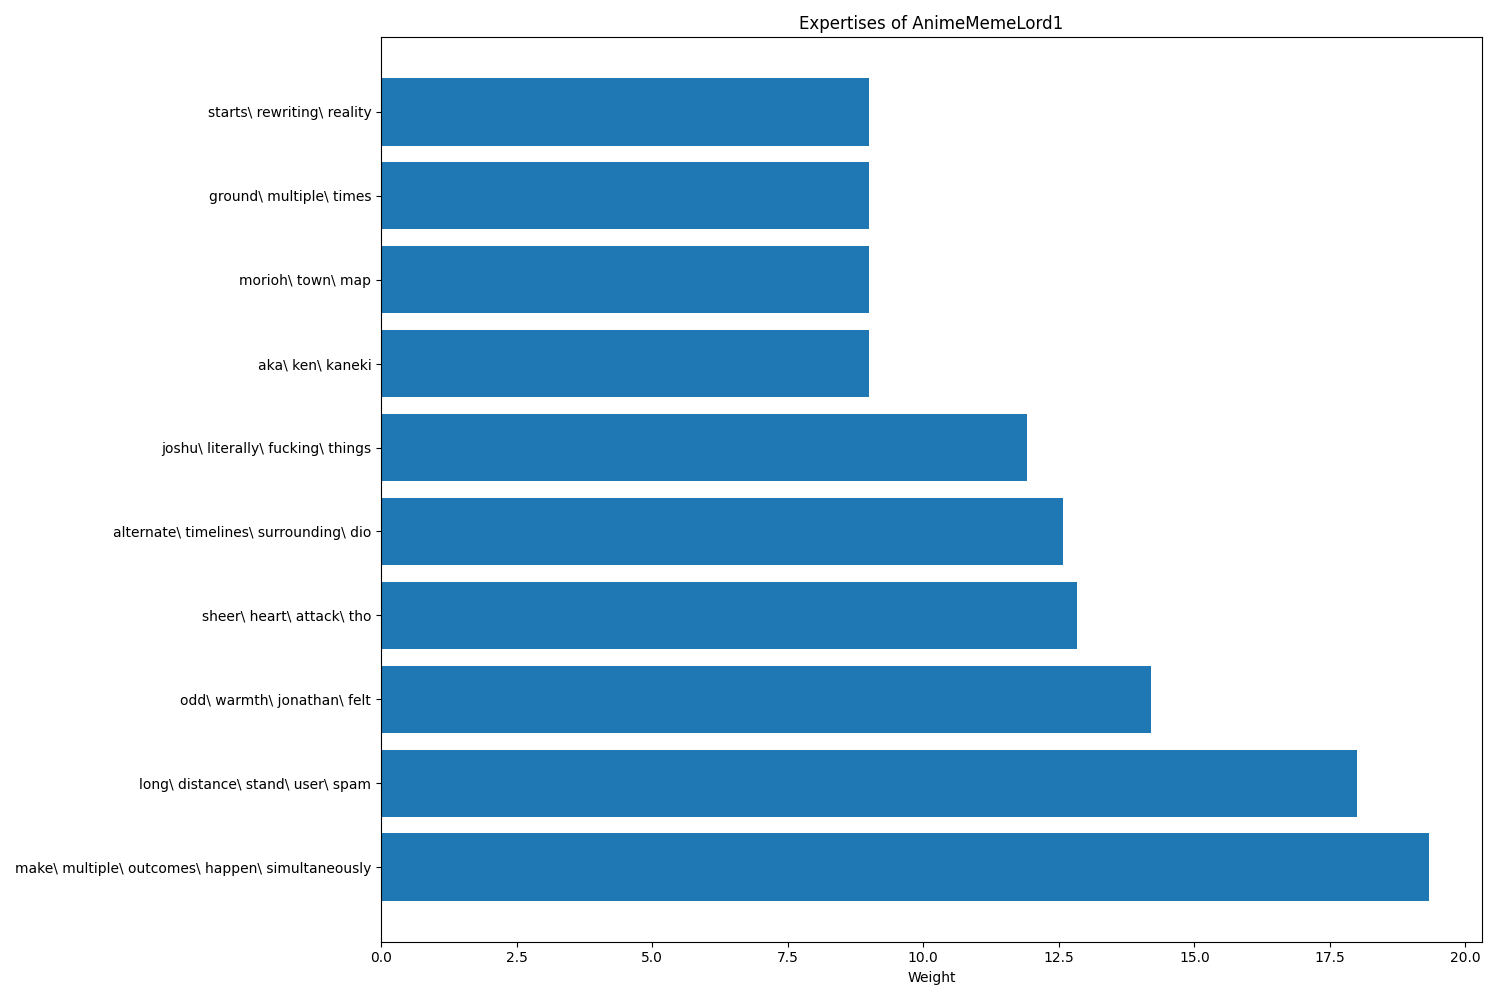 Expertises of AnimeMemeLord1
starts\ rewriting\ reality
ground\ multiple\ times
morioh\ town\ map
aka\ ken\ kaneki
joshu\ literally\ fucking\ things
alternate\ timelines\ surrounding\ dio
sheer\ heart\ attack\ tho
odd\ warmth\ jonathan\ felt
long\ distance\ stand\ user\ spam
make\ multiple\ outcomes\ happen\ simultaneously
0.0 2.5 5.0 7.5 10.0 12.5 15.0 17.5 20.0
Weight